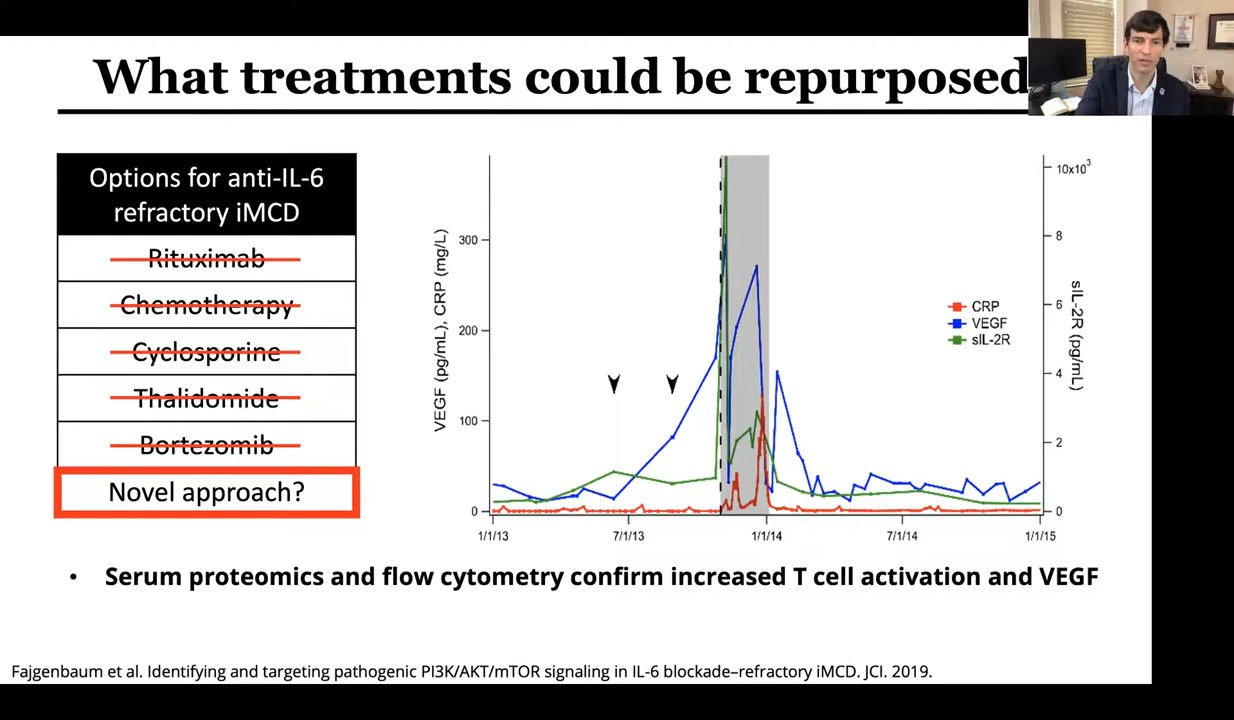 What treatments could be repurposed
Options for anti-IL-6
refractory iMCD
Rituximab
Chemotherapy
Cyclosporine
Thalidomide
Bortezomib
Novel approach?
VEGF (pg/mL), CRP (mg/L)
300
200
100
0
10x10³
8
6
4
2
0
sIL-2R (pg/mL)
CRP
VEGF
sIL-2R
1/1/13
7/1/13
1/1/14
7/1/14
1/1/15
• Serum proteomics and flow cytometry confirm increased T cell activation and VEGF
Fajgenbaum et al. Identifying and targeting pathogenic PI3K/AKT/mTOR signaling in IL-6 blockade–refractory iMCD. JCI. 2019.